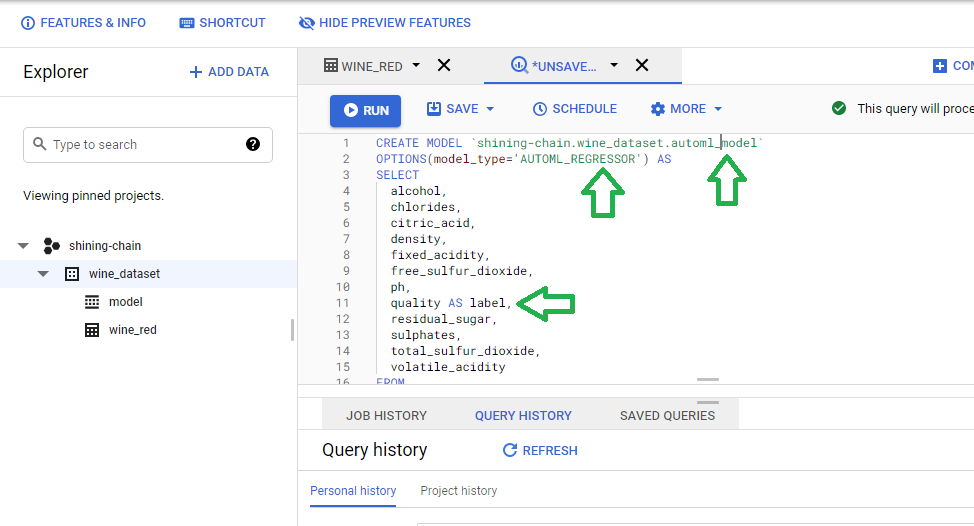 FEATURES & INFO SHORTCUT HIDE PREVIEW FEATURES
Explorer + ADD DATA
Type to search
Viewing pinned projects.
shining-chain
wine_dataset
model
wine_red
WINE_RED *UNSAVE...
RUN SAVE SCHEDULE MORE This query will proce
1 CREATE MODEL `shining-chain.wine_dataset.automl_model`
2 OPTIONS(model_type='AUTOML_REGRESSOR') AS
3 SELECT
4 alcohol,
5 chlorides,
6 citric_acid,
7 density,
8 fixed_acidity,
9 free_sulfur_dioxide,
10 ph,
11 quality AS label,
12 residual_sugar,
13 sulphates,
14 total_sulfur_dioxide,
15 volatile_acidity
16 FROM
JOB HISTORY QUERY HISTORY SAVED QUERIES
Query history REFRESH
Personal history Project history